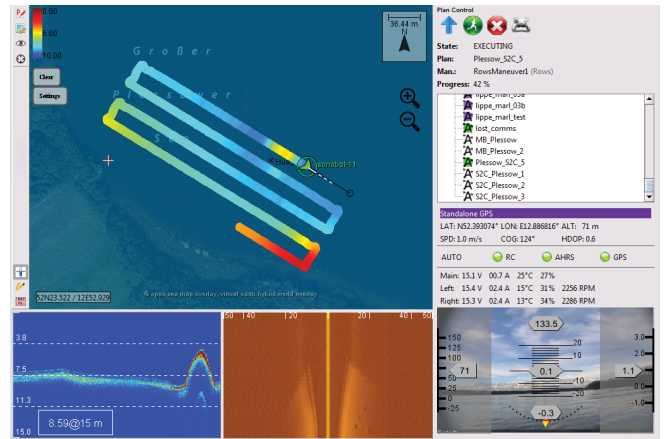 0.00
5.00
10.00
Clear
Settings
36.44 m
N
Großer
Plessower
See
sonobot-11
52N23.522 / 12E52.929
© open sea map overlay, virtual earth hybrid world overlay
Plan Control
State: EXECUTING
Plan: Plessow_S2C_5
Man.: RowsManeuver1 (Rows)
Progress: 42 %
lippe_marl_03a
lippe_marl_03b
lippe_marl_test
lost_comms
MB_Plessow
MB_Plessow_2
Plessow_S2C_5
S2C_Plessow_1
S2C_Plessow_2
S2C_Plessow_3
Standalone GPS
LAT: N52.393074° LON: E12.886816° ALT: 71 m
SPD: 1.0 m/s COG: 124° HDOP: 0.6
AUTO RC AHRS GPS
Main: 15.1 V 00.7 A 25°C 27%
Left: 15.4 V 02.4 A 15°C 31% 2256 RPM
Right: 15.3 V 02.4 A 13°C 34% 2286 RPM
3.8
7.5
11.3
15.0
8.59@15 m
50 40 20 20 40 50
133.5
150
125
100
71
50
25
0
-25
20
10
0.1
-10
-20
3.0
2.0
1.1
0.0
-1.0
-0.3